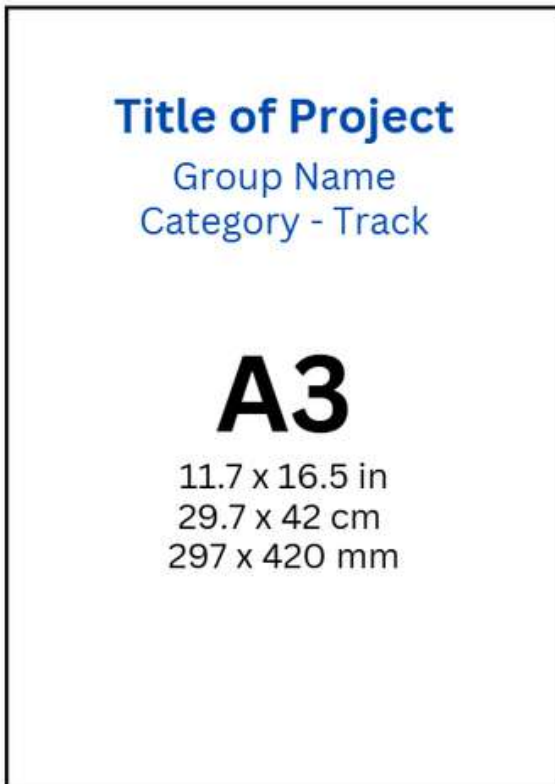 Title of Project
Group Name
Category - Track
A3
11.7 x 16.5 in
29.7 x 42 cm
297 x 420 mm